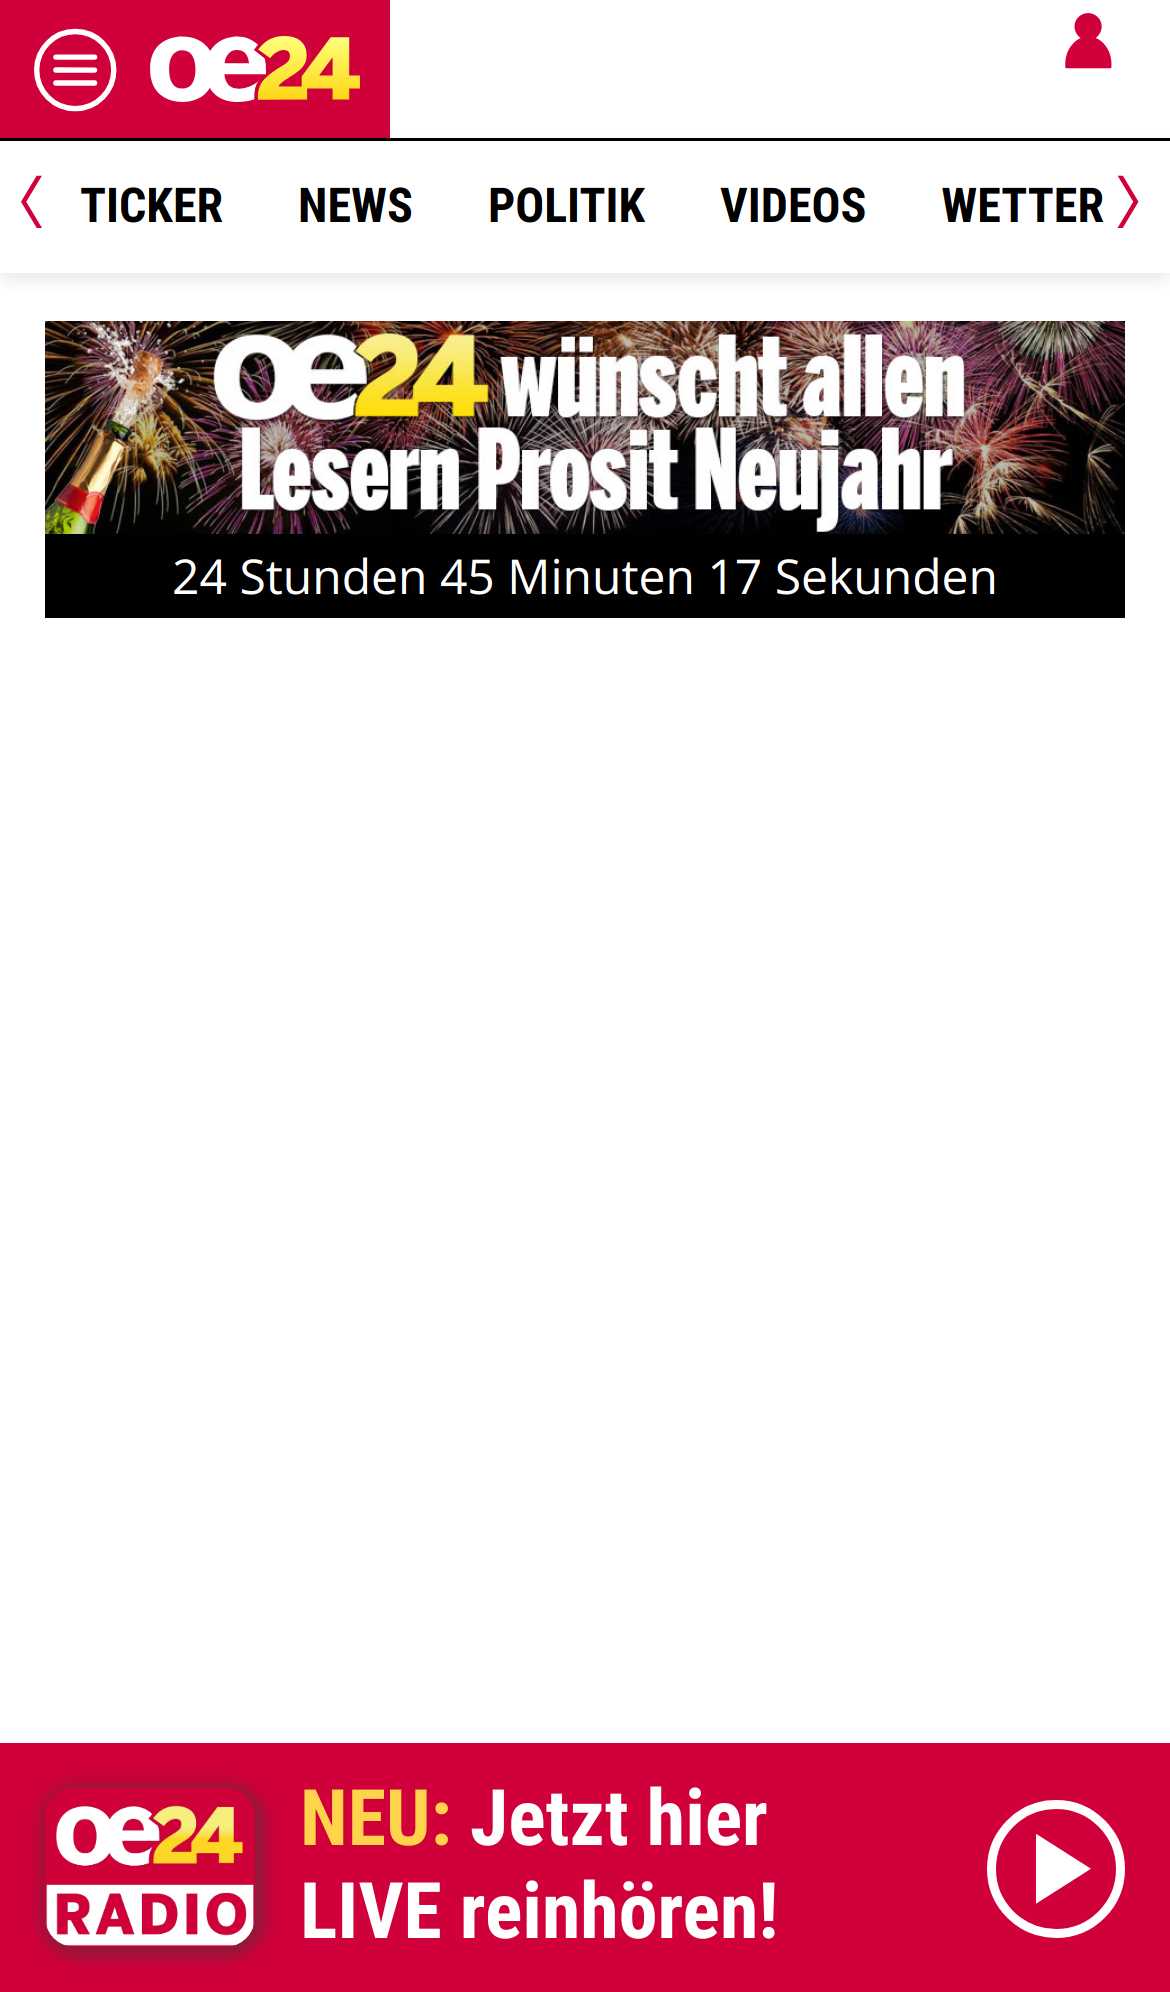 oe24
TICKER NEWS POLITIK VIDEOS WETTER
oe24 wünscht allen
Lesern Prosit Neujahr
24 Stunden 45 Minuten 17 Sekunden
oe24
RADIO
NEU: Jetzt hier
LIVE reinhören!